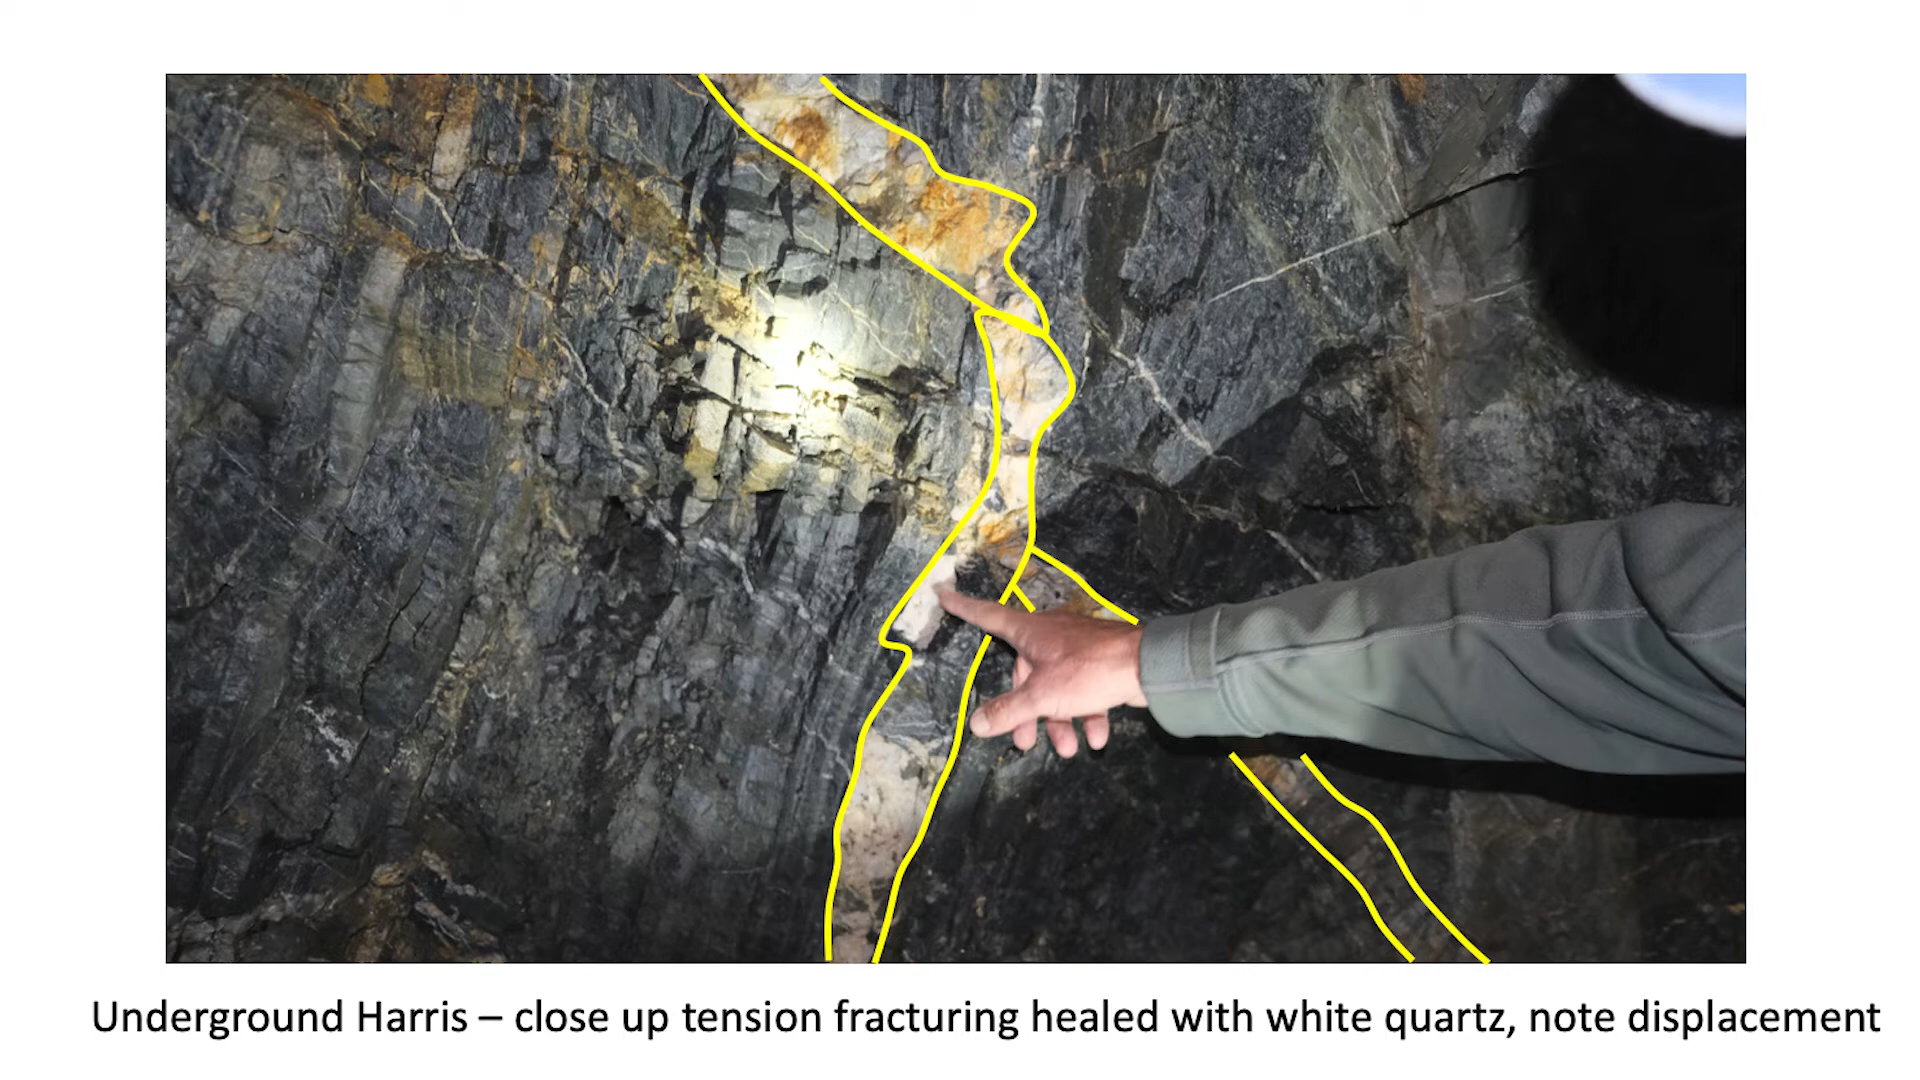 Underground Harris – close up tension fracturing healed with white quartz, note displacement